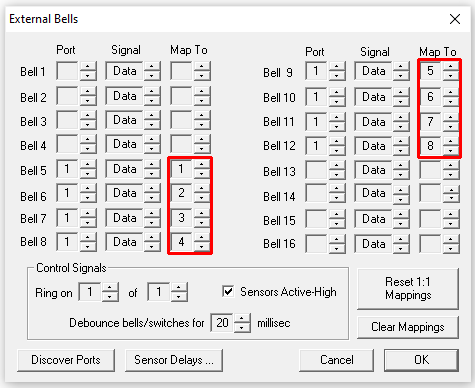 External Bells
Port Signal Map To
Bell 1 Data
Bell 2 Data
Bell 3 Data
Bell 4 Data
Bell 5 1 Data 1
Bell 6 1 Data 2
Bell 7 1 Data 3
Bell 8 1 Data 4
Port Signal Map To
Bell 9 1 Data 5
Bell 10 1 Data 6
Bell 11 1 Data 7
Bell 12 1 Data 8
Bell 13 Data
Bell 14 Data
Bell 15 Data
Bell 16 Data
Control Signals
Ring on 1 of 1 Sensors Active-High
Debounce bells/switches for 20 millisec
Reset 1:1
Mappings
Clear Mappings
Discover Ports Sensor Delays ... Cancel OK